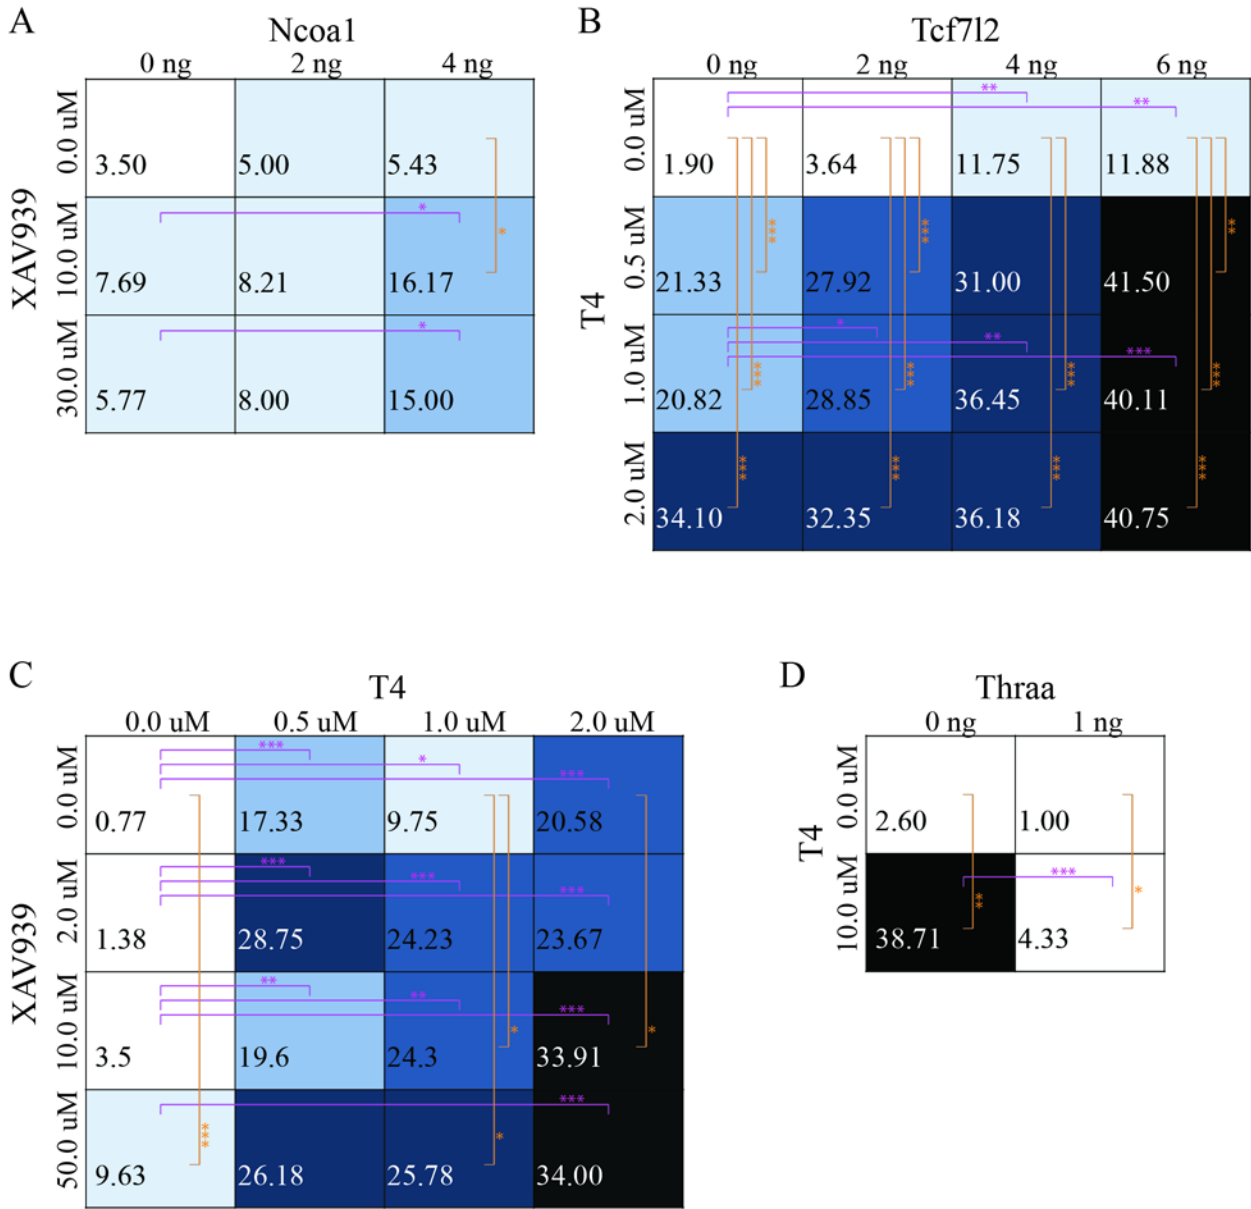 A
Ncoa1
0 ng 2 ng 4 ng
XAV939
0.0 uM
3.50 5.00 5.43
*
*
10.0 uM
7.69 8.21 16.17
*
30.0 uM
5.77 8.00 15.00
B
Tcf7l2
0 ng 2 ng 4 ng 6 ng
T4
**
**
0.0 uM
1.90 3.64 11.75 11.88
*** *** **
0.5 uM
21.33 27.92 31.00 41.50
*
**
***
1.0 uM
*** *** *** ***
20.82 28.85 36.45 40.11
2.0 uM
*** *** *** ***
34.10 32.35 36.18 40.75
C
T4
0.0 uM 0.5 uM 1.0 uM 2.0 uM
XAV939
***
*
***
0.0 uM
0.77 17.33 9.75 20.58
***
***
***
2.0 uM
1.38 28.75 24.23 23.67
**
**
***
* *
10.0 uM
3.5 19.6 24.3 33.91
***
*** *
50.0 uM
9.63 26.18 25.78 34.00
D
Thraa
0 ng 1 ng
T4
0.0 uM
2.60 1.00
***
** *
10.0 uM
38.71 4.33